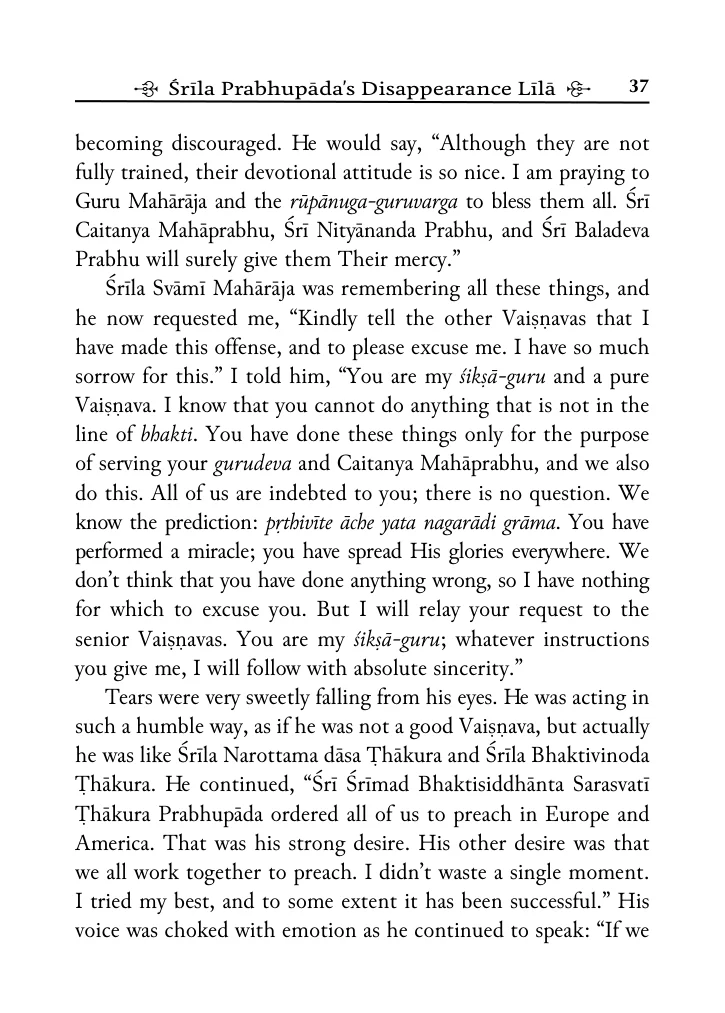 Śrīla Prabhupāda's Disappearance Līlā 37
becoming discouraged. He would say, “Although they are not
fully trained, their devotional attitude is so nice. I am praying to
Guru Mahārāja and the rūpānuga-guruvarga to bless them all. Śrī
Caitanya Mahāprabhu, Śrī Nityānanda Prabhu, and Śrī Baladeva
Prabhu will surely give them Their mercy.”
Śrīla Svāmī Mahārāja was remembering all these things, and
he now requested me, “Kindly tell the other Vaiṣṇavas that I
have made this offense, and to please excuse me. I have so much
sorrow for this.” I told him, “You are my śikṣā-guru and a pure
Vaiṣṇava. I know that you cannot do anything that is not in the
line of bhakti. You have done these things only for the purpose
of serving your gurudeva and Caitanya Mahāprabhu, and we also
do this. All of us are indebted to you; there is no question. We
know the prediction: pṛthivīte āche yata nagarādi grāma. You have
performed a miracle; you have spread His glories everywhere. We
don’t think that you have done anything wrong, so I have nothing
for which to excuse you. But I will relay your request to the
senior Vaiṣṇavas. You are my śikṣā-guru; whatever instructions
you give me, I will follow with absolute sincerity.”
Tears were very sweetly falling from his eyes. He was acting in
such a humble way, as if he was not a good Vaiṣṇava, but actually
he was like Śrīla Narottama dāsa Ṭhākura and Śrīla Bhaktivinoda
Ṭhākura. He continued, “Śrī Śrīmad Bhaktisiddhānta Sarasvatī
Ṭhākura Prabhupāda ordered all of us to preach in Europe and
America. That was his strong desire. His other desire was that
we all work together to preach. I didn’t waste a single moment.
I tried my best, and to some extent it has been successful.” His
voice was choked with emotion as he continued to speak: “If we